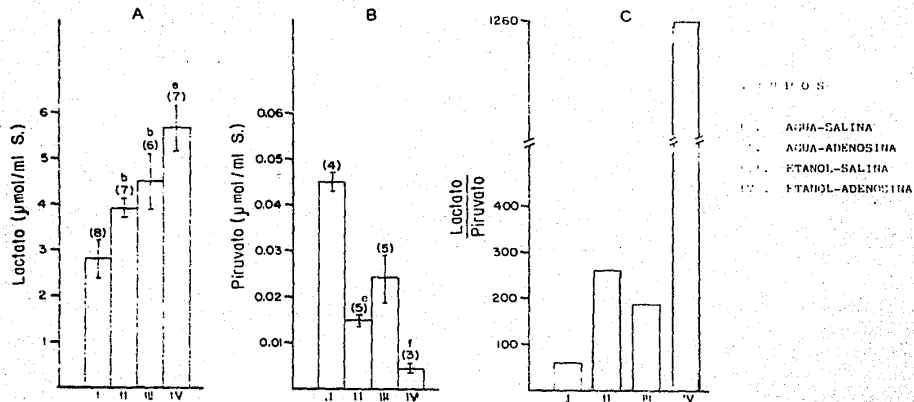 A
Lactato (μmol/ml S.)
6
5
4
3
2
1
(8)
b
(7)
b
(6)
e
(7)
I II III IV
B
Piruvato (μmol/ml S.)
0.06
0.05
0.04
0.03
0.02
0.01
(4)
(5)
(5)
f
(3)
I II III IV
C
Lactato
Piruvato
1260
400
300
200
100
I II III
AGUA-SALINA
AGUA-ADENOSINA
ETANOL-SALINA
ETANOL-ADENOSINA